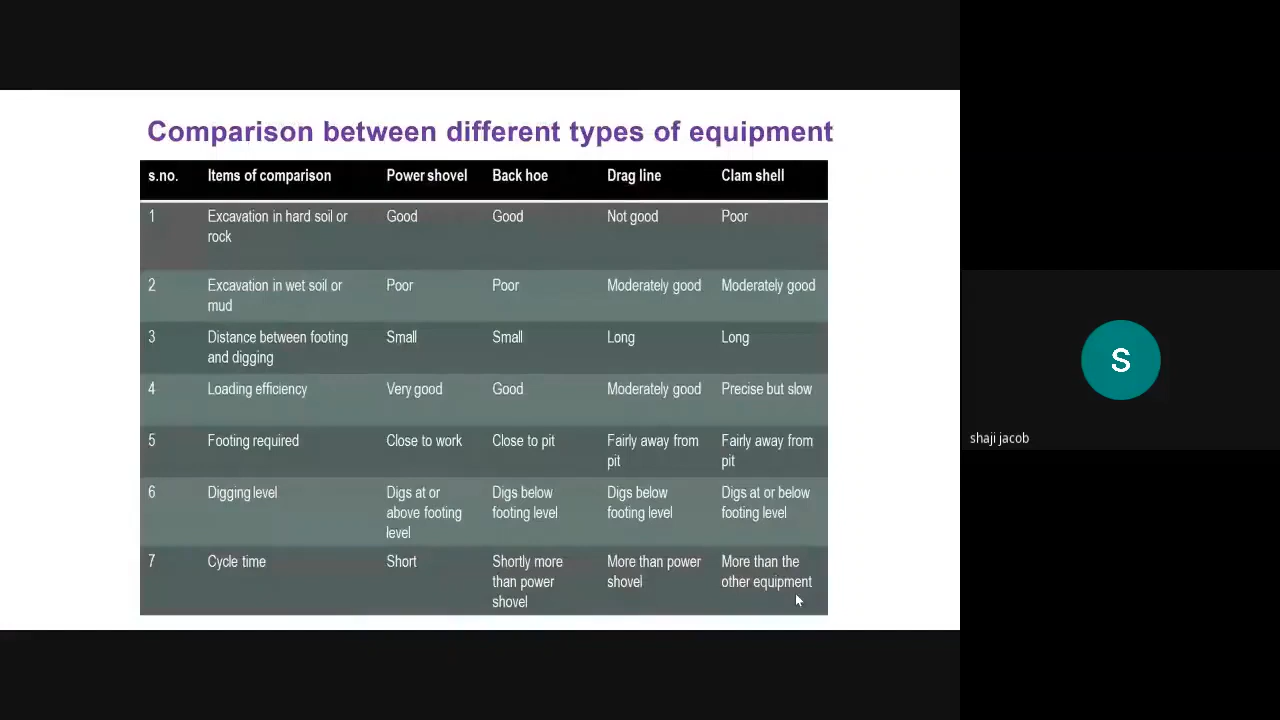 Comparison between different types of equipment
s.no. Items of comparison Power shovel Back hoe Drag line Clam shell
1 Excavation in hard soil or Good Good Not good Poor
rock
2 Excavation in wet soil or Poor Poor Moderately good Moderately good
mud
3 Distance between footing Small Small Long Long
and digging
4 Loading efficiency Very good Good Moderately good Precise but slow
5 Footing required Close to work Close to pit Fairly away from Fairly away from
pit pit
6 Digging level Digs at or Digs below Digs below Digs at or below
above footing footing level footing level footing level
level
7 Cycle time Short Shortly more More than power More than the
than power shovel other equipment
shovel
S
shaji jacob